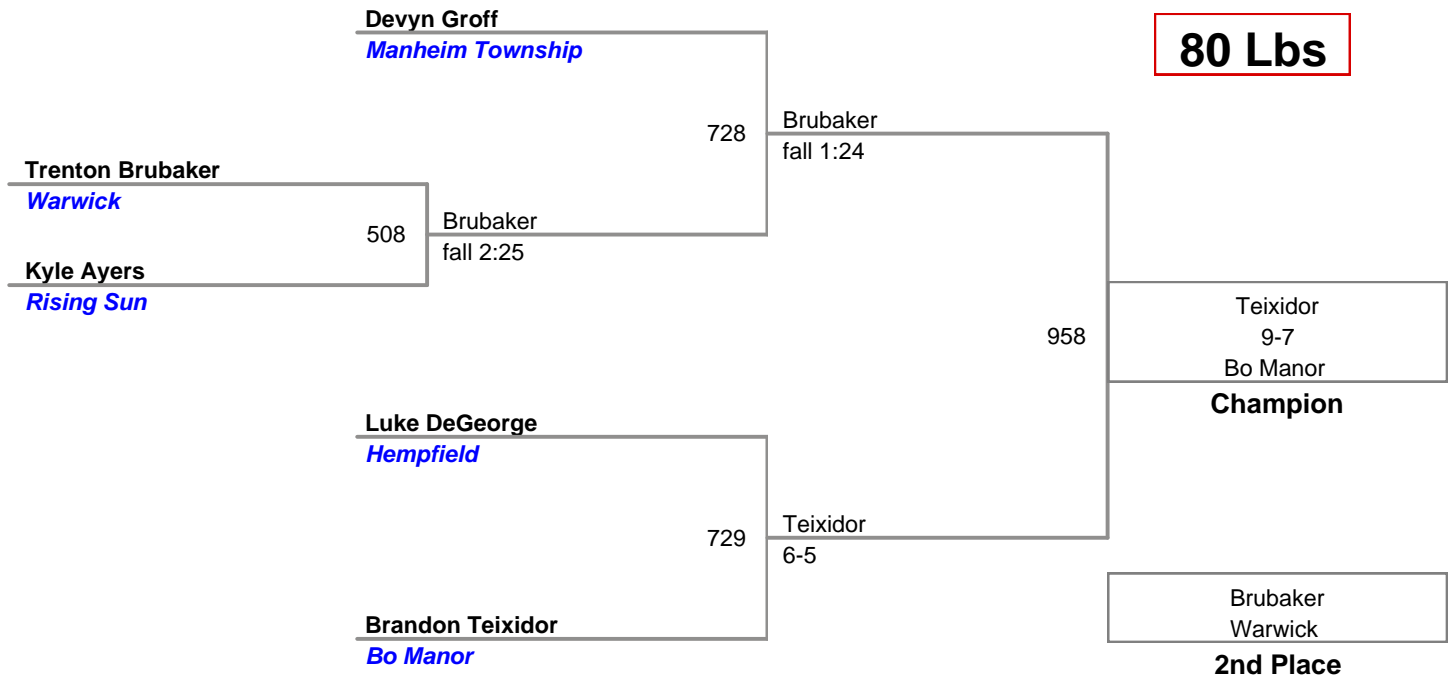 Devyn Groff
Manheim Township
80 Lbs
728
Brubaker
fall 1:24
Trenton Brubaker
Warwick
508
Brubaker
fall 2:25
Kyle Ayers
Rising Sun
958
Teixidor
9-7
Bo Manor
Champion
Luke DeGeorge
Hempfield
729
Teixidor
6-5
Brandon Teixidor
Bo Manor
Brubaker
Warwick
2nd Place